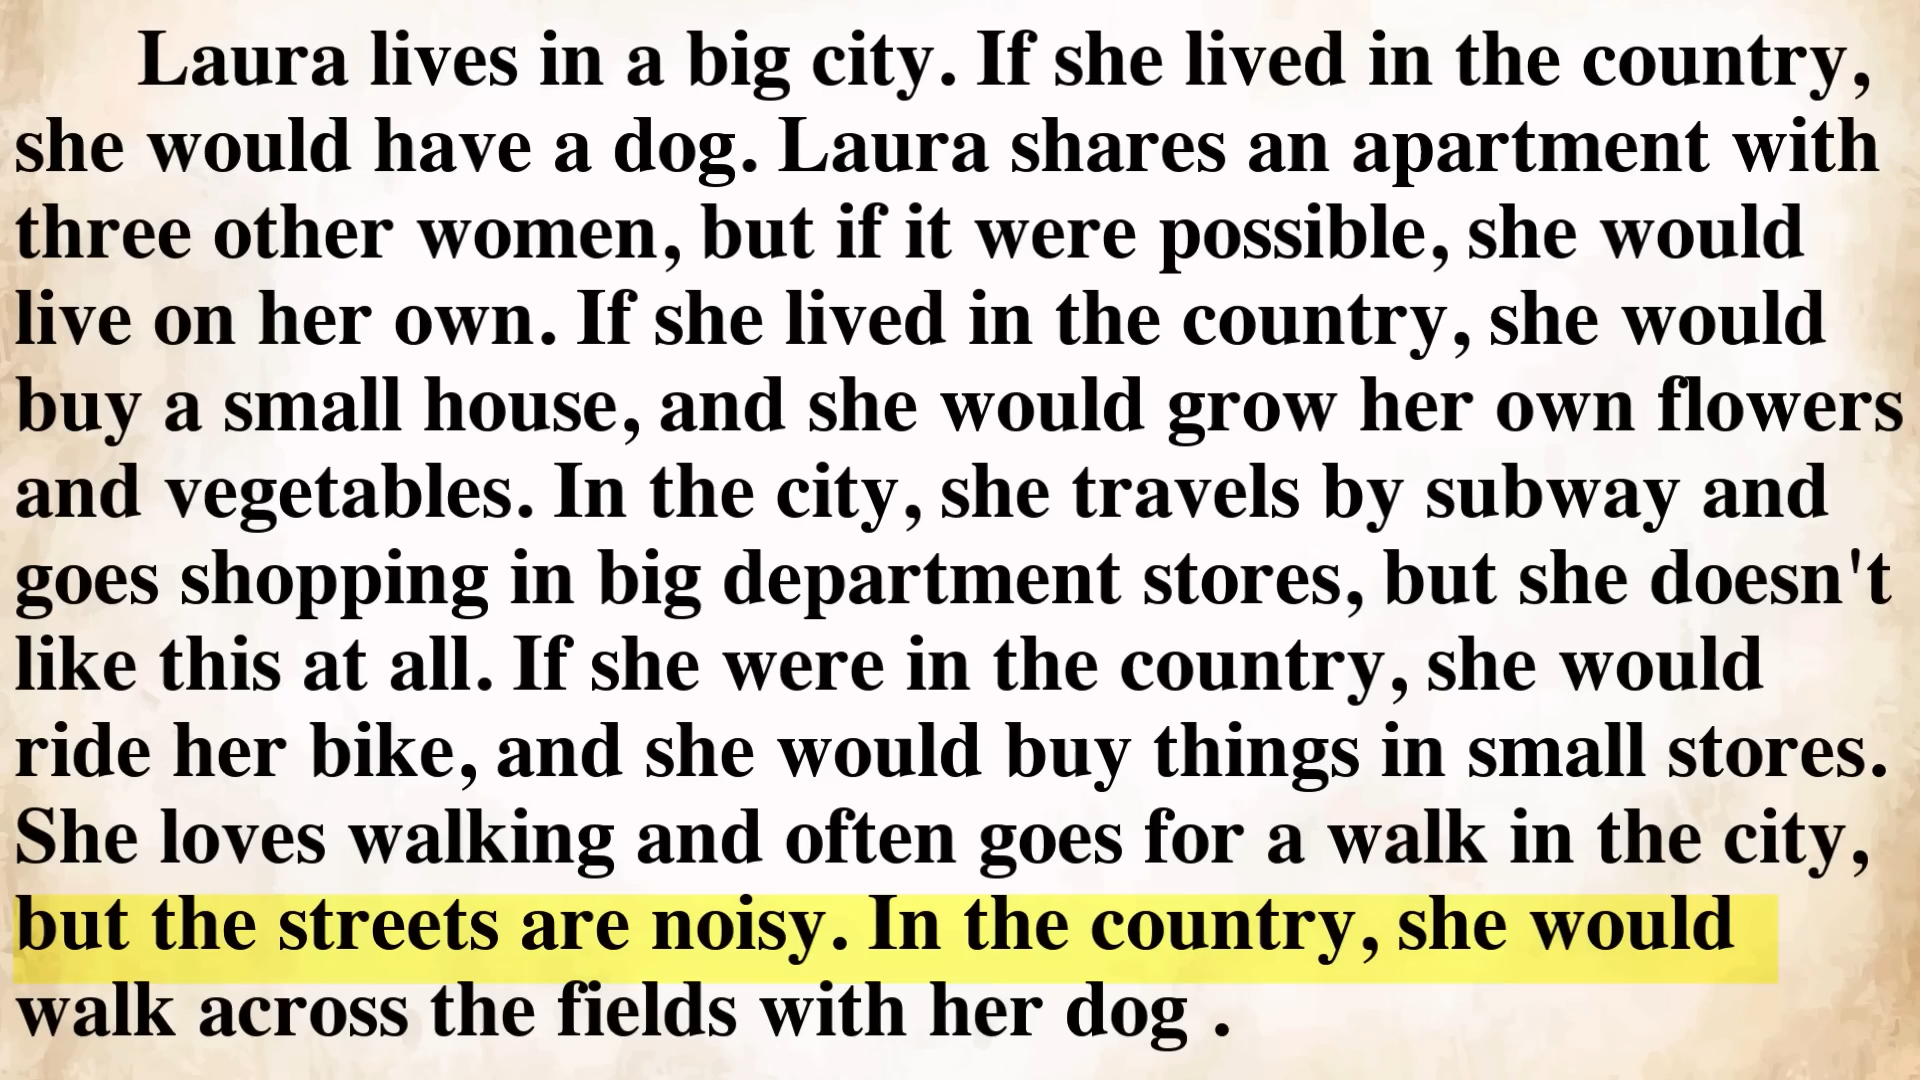 Laura lives in a big city. If she lived in the country,
she would have a dog. Laura shares an apartment with
three other women, but if it were possible, she would
live on her own. If she lived in the country, she would
buy a small house, and she would grow her own flowers
and vegetables. In the city, she travels by subway and
goes shopping in big department stores, but she doesn't
like this at all. If she were in the country, she would
ride her bike, and she would buy things in small stores.
She loves walking and often goes for a walk in the city,
but the streets are noisy. In the country, she would
walk across the fields with her dog .